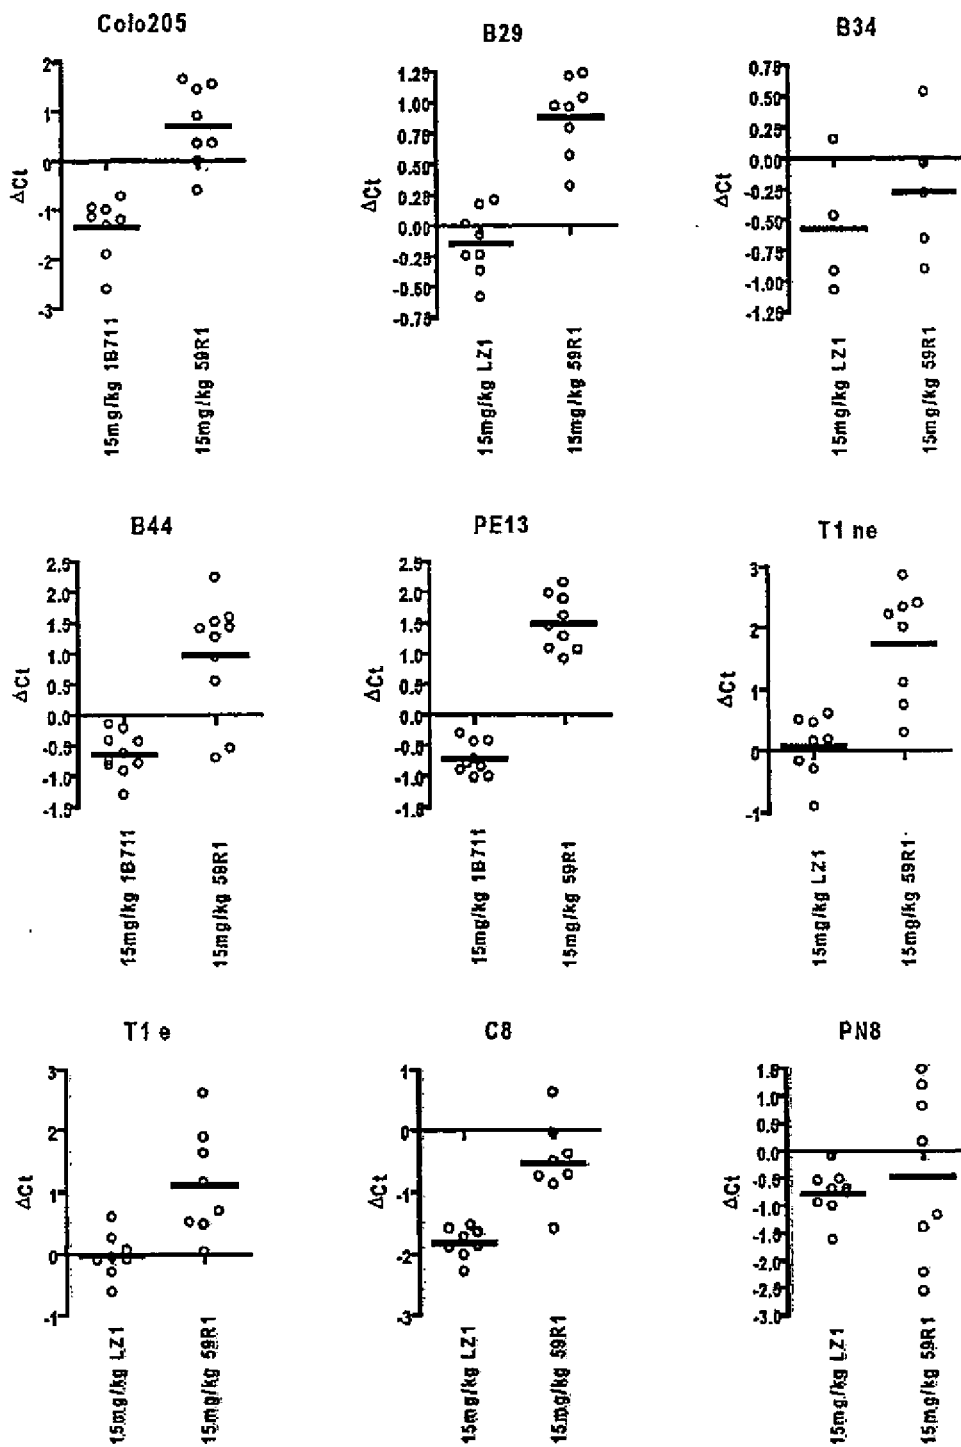 Colo205
B29
B34
2
1
0
-1
-2
-3
ΔCt
15mg/kg 1B711
15mg/kg 59R1
1.25
1.00
0.75
0.50
0.25
0.00
-0.25
-0.50
-0.75
ΔCt
15mg/kg LZ1
15mg/kg 59R1
0.75
0.50
0.25
0.00
-0.25
-0.50
-0.75
-1.00
-1.25
ΔCt
15mg/kg LZ1
15mg/kg 59R1
B44
PE13
T1 ne
2.5
2.0
1.5
1.0
0.5
0.0
-0.5
-1.0
-1.5
ΔCt
15mg/kg 1B711
15mg/kg 59R1
2.5
2.0
1.5
1.0
0.5
0.0
-0.5
-1.0
-1.5
ΔCt
15mg/kg 1B711
15mg/kg 59R1
3
2
1
0
-1
ΔCt
15mg/kg LZ1
15mg/kg 59R1
T1 e
C8
PN8
3
2
1
0
-1
ΔCt
15mg/kg LZ1
15mg/kg 59R1
1
0
-1
-2
-3
ΔCt
15mg/kg LZ1
15mg/kg 59R1
1.5
1.0
0.5
0.0
-0.5
-1.0
-1.5
-2.0
-2.5
-3.0
ΔCt
15mg/kg LZ1
15mg/kg 59R1